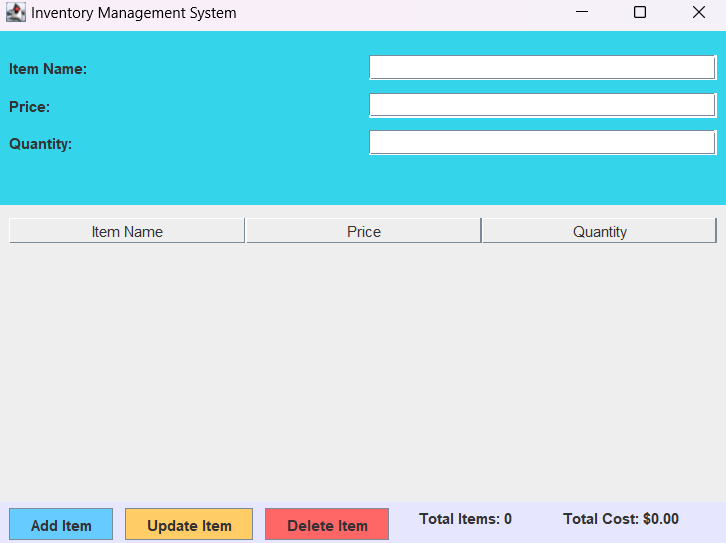 Inventory Management System
Item Name:
Price:
Quantity:
Item Name Price Quantity
Add Item Update Item Delete Item Total Items: 0 Total Cost: $0.00